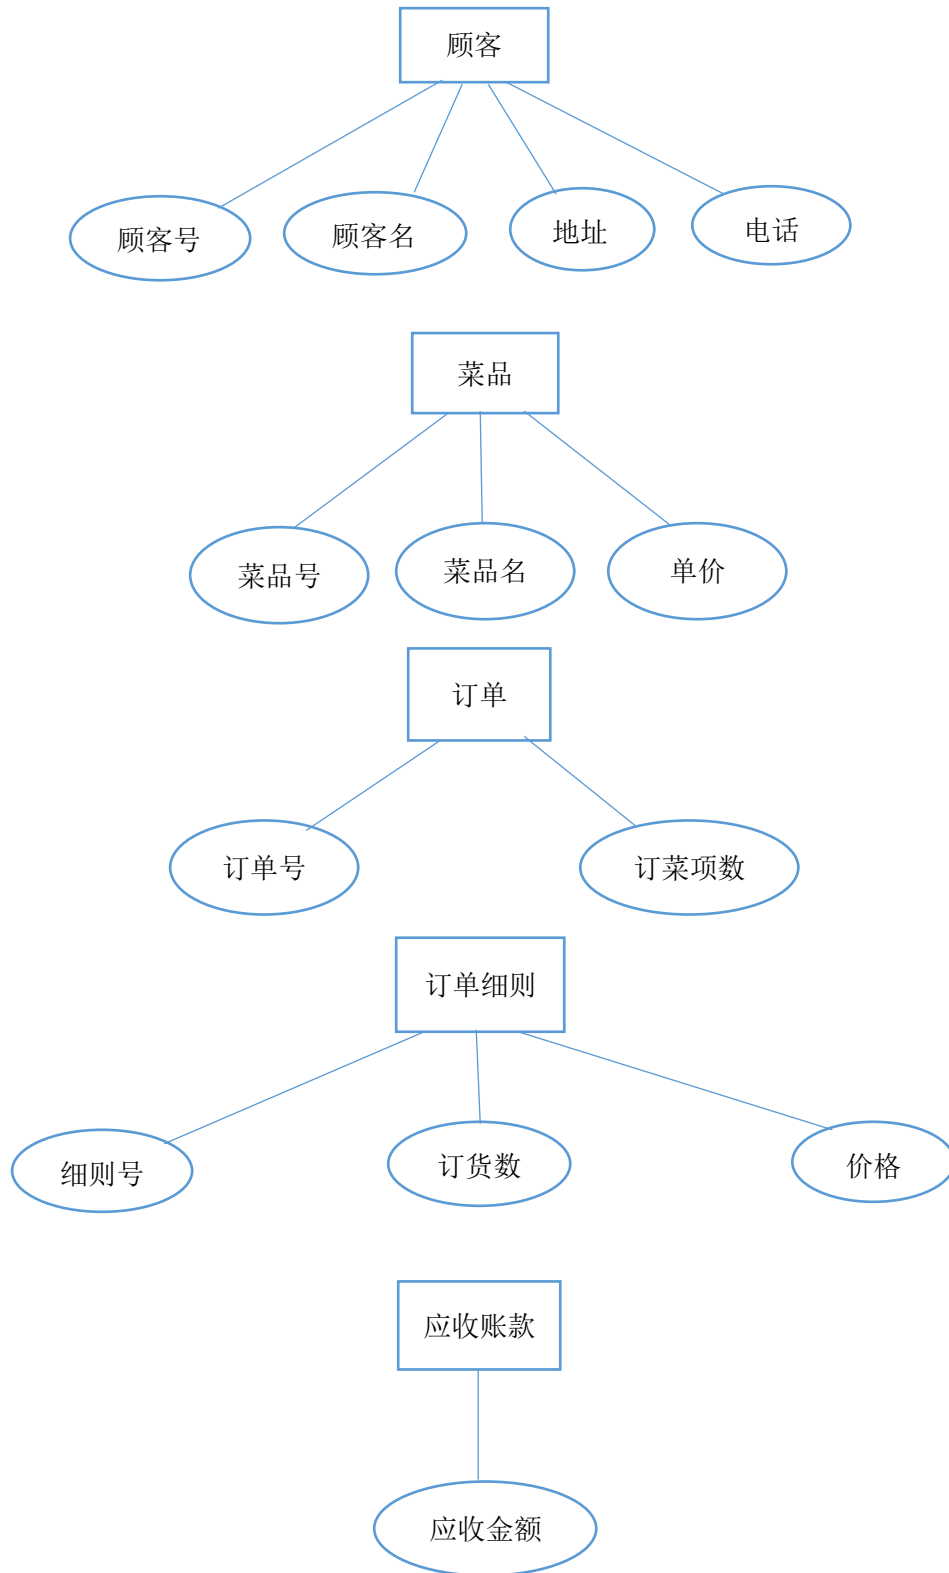 顾客
顾客号
顾客名
地址
电话
菜品
菜品号
菜品名
单价
订单
订单号
订菜项数
订单细则
细则号
订货数
价格
应收账款
应收金额